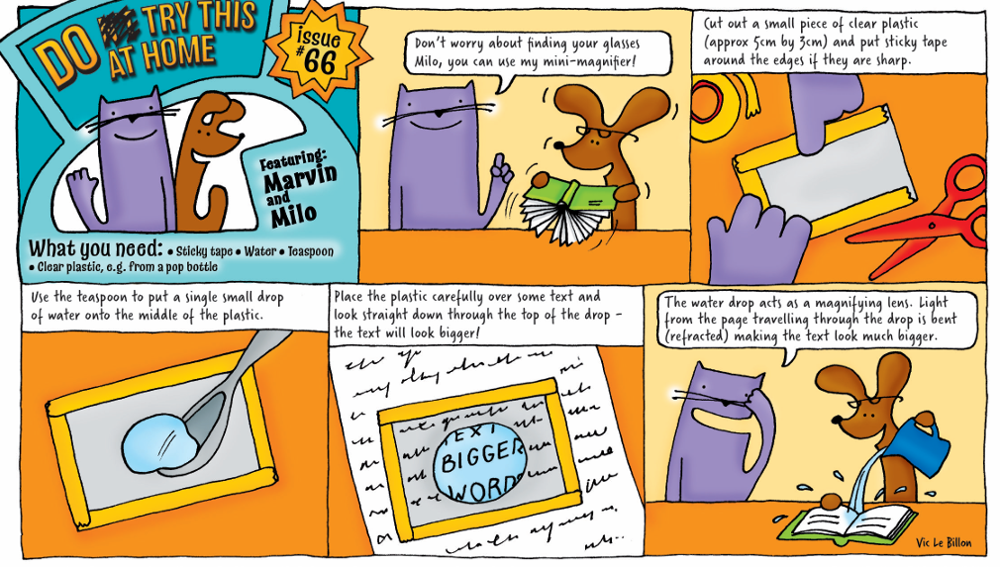 DO TRY THIS
AT HOME
issue
#66
Featuring:
Marvin
and
Milo
What you need: • Sticky tape • Water • Teaspoon
• Clear plastic, e.g. from a pop bottle
Don't worry about finding your glasses
Milo, you can use my mini-magnifier!
Cut out a small piece of clear plastic
(approx 5cm by 3cm) and put sticky tape
around the edges if they are sharp.
Use the teaspoon to put a single small drop
of water onto the middle of the plastic.
Place the plastic carefully over some text and
look straight down through the top of the drop –
the text will look bigger!
TEXT
BIGGER
WORDS
The water drop acts as a magnifying lens. Light
from the page travelling through the drop is bent
(refracted) making the text look much bigger.
Vic Le Billon